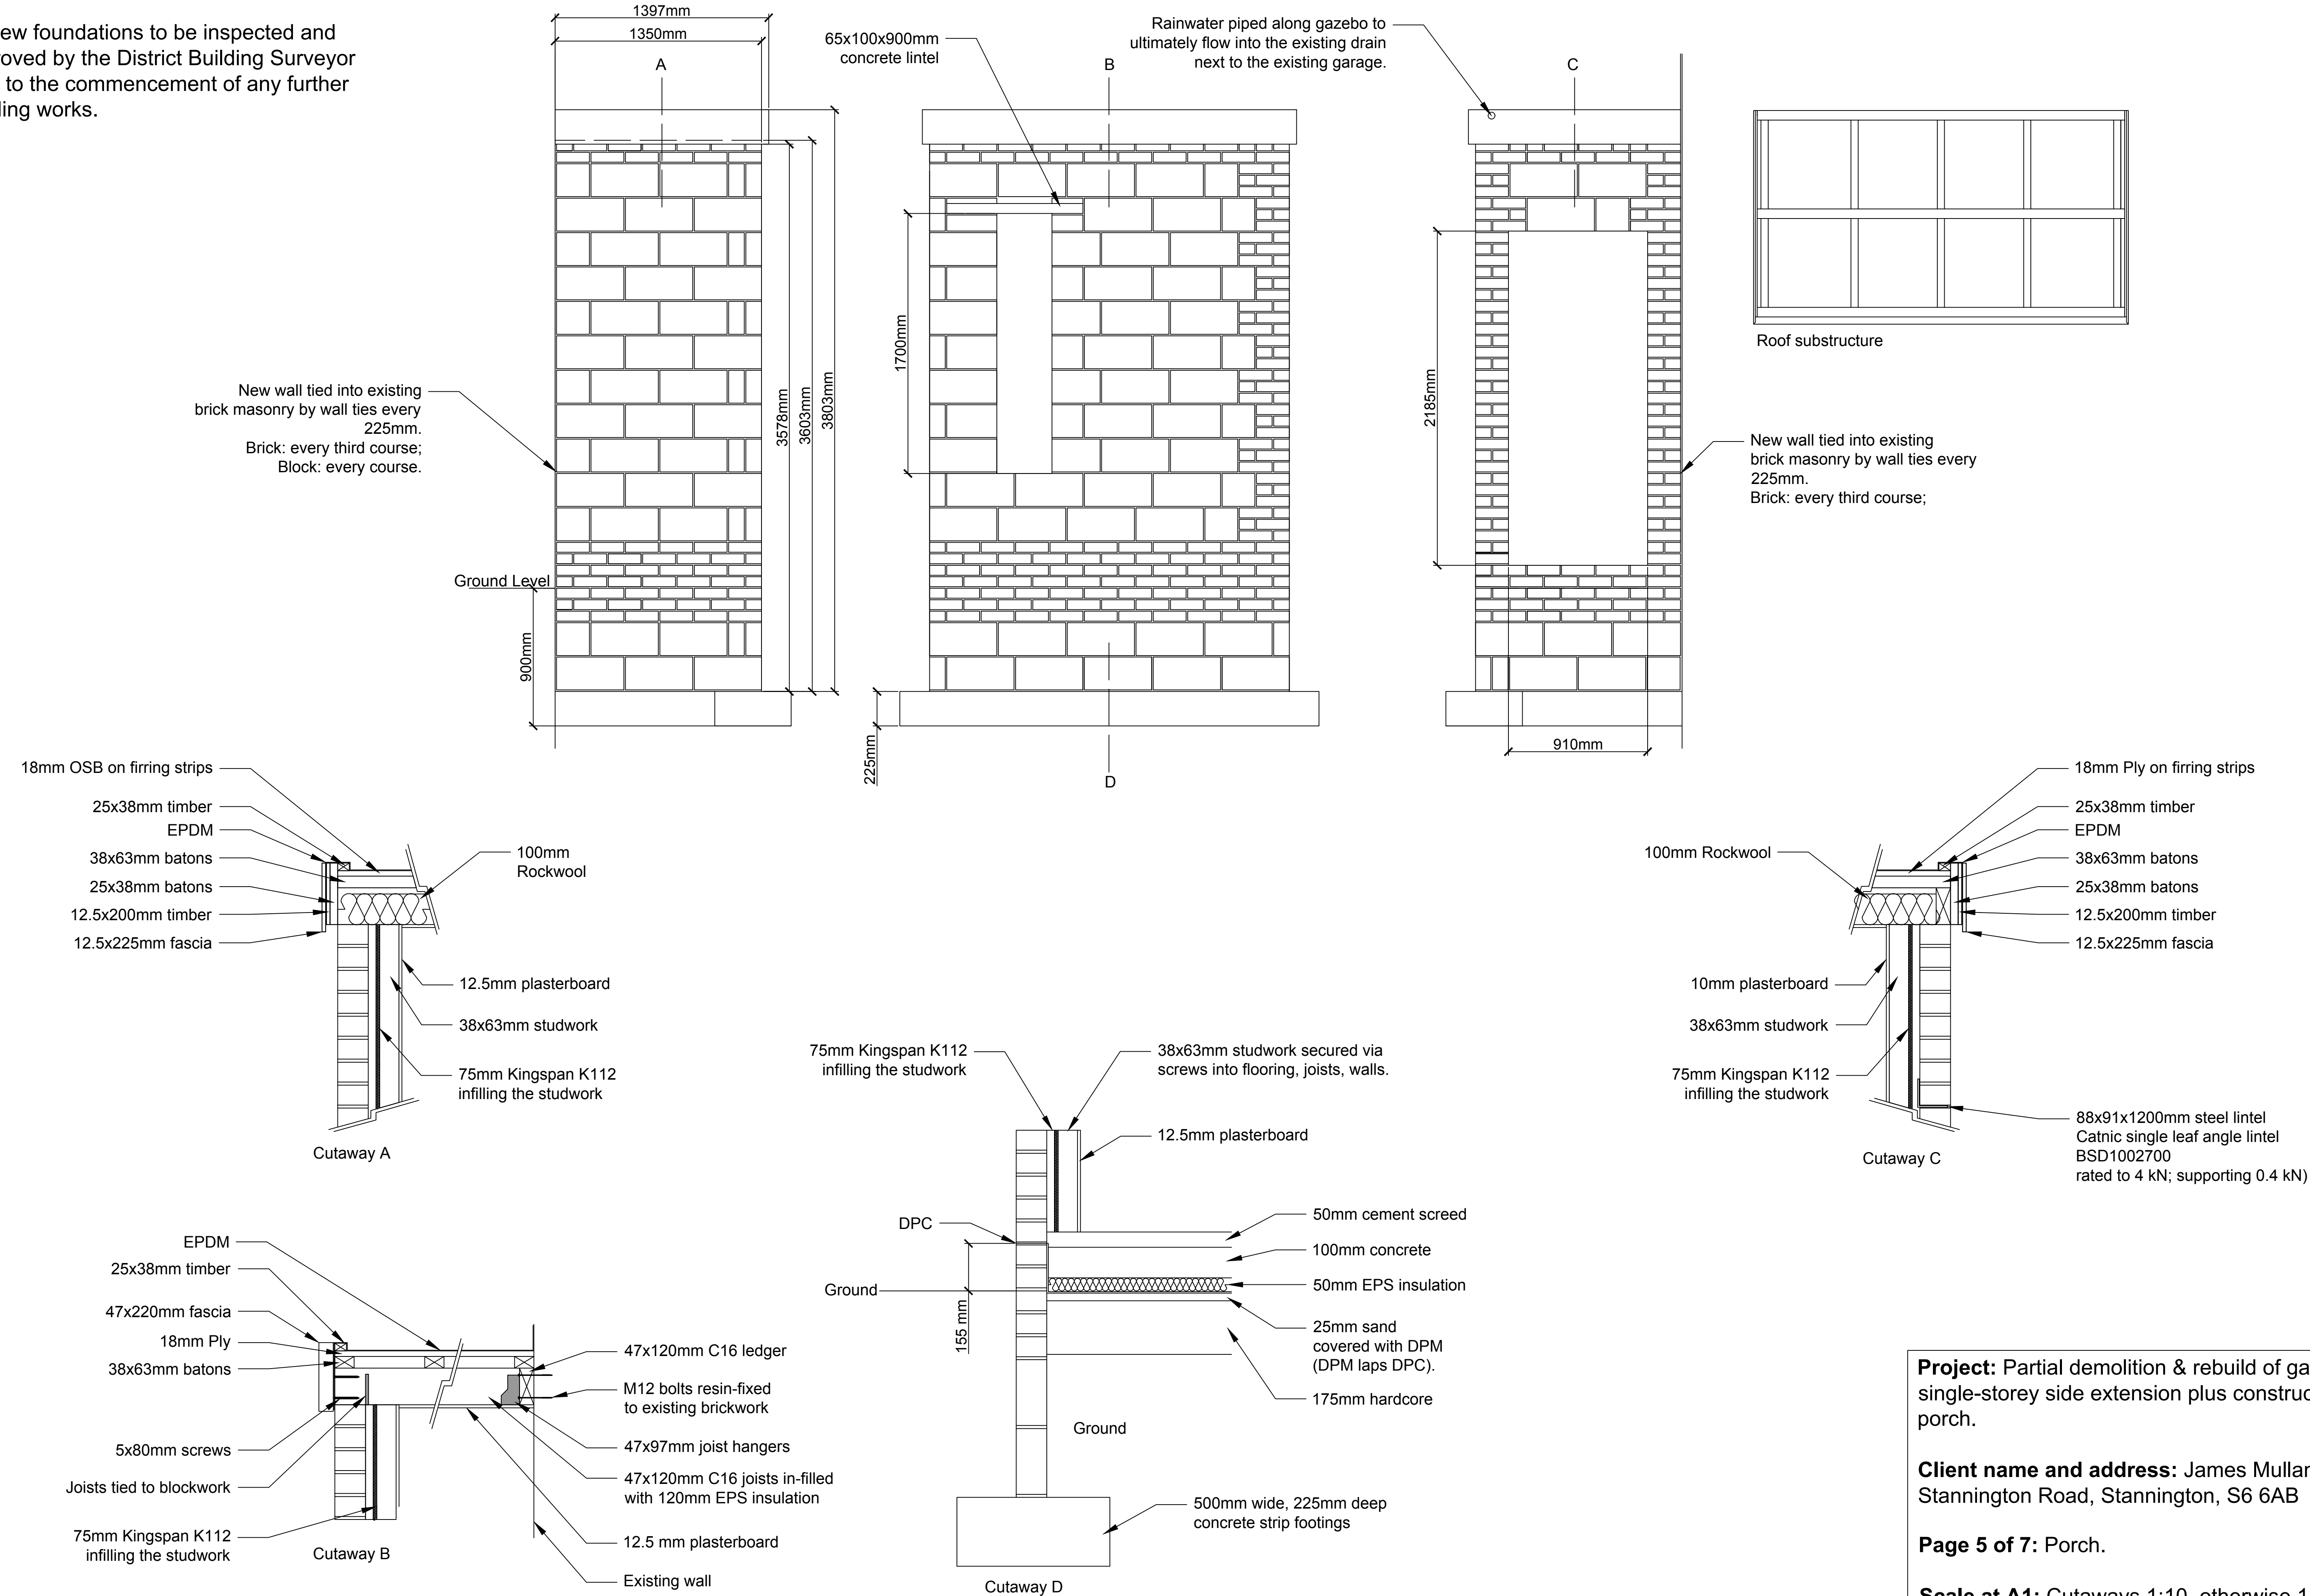 ew foundations to be inspected and
roved by the District Building Surveyor
to the commencement of any further
ling works.
1397mm
1350mm
A
65x100x900mm
concrete lintel
B
Rainwater piped along gazebo to
ultimately flow into the existing drain
next to the existing garage.
C
Roof substructure
New wall tied into existing
brick masonry by wall ties every
225mm.
Brick: every third course;
Block: every course.
3578mm
3603mm
3803mm
1700mm
2185mm
New wall tied into existing
brick masonry by wall ties every
225mm.
Brick: every third course;
Ground Level
900mm
225mm
D
910mm
18mm OSB on firring strips
25x38mm timber
EPDM
38x63mm batons
25x38mm batons
12.5x200mm timber
12.5x225mm fascia
100mm
Rockwool
12.5mm plasterboard
38x63mm studwork
75mm Kingspan K112
infilling the studwork
Cutaway A
18mm Ply on firring strips
25x38mm timber
EPDM
38x63mm batons
25x38mm batons
12.5x200mm timber
12.5x225mm fascia
100mm Rockwool
10mm plasterboard
38x63mm studwork
75mm Kingspan K112
infilling the studwork
88x91x1200mm steel lintel
Catnic single leaf angle lintel
BSD1002700
rated to 4 kN; supporting 0.4 kN)
Cutaway C
75mm Kingspan K112
infilling the studwork
38x63mm studwork secured via
screws into flooring, joists, walls.
12.5mm plasterboard
DPC
50mm cement screed
100mm concrete
50mm EPS insulation
Ground
155 mm
25mm sand
covered with DPM
(DPM laps DPC).
175mm hardcore
Ground
500mm wide, 225mm deep
concrete strip footings
Cutaway D
EPDM
25x38mm timber
47x220mm fascia
18mm Ply
38x63mm batons
5x80mm screws
Joists tied to blockwork
75mm Kingspan K112
infilling the studwork
47x120mm C16 ledger
M12 bolts resin-fixed
to existing brickwork
47x97mm joist hangers
47x120mm C16 joists in-filled
with 120mm EPS insulation
12.5 mm plasterboard
Existing wall
Cutaway B
Project: Partial demolition & rebuild of ga
single-storey side extension plus construc
porch.
Client name and address: James Mullar
Stannington Road, Stannington, S6 6AB
Page 5 of 7: Porch.
Scale at A1: Cutaways 1:10, otherwise 1